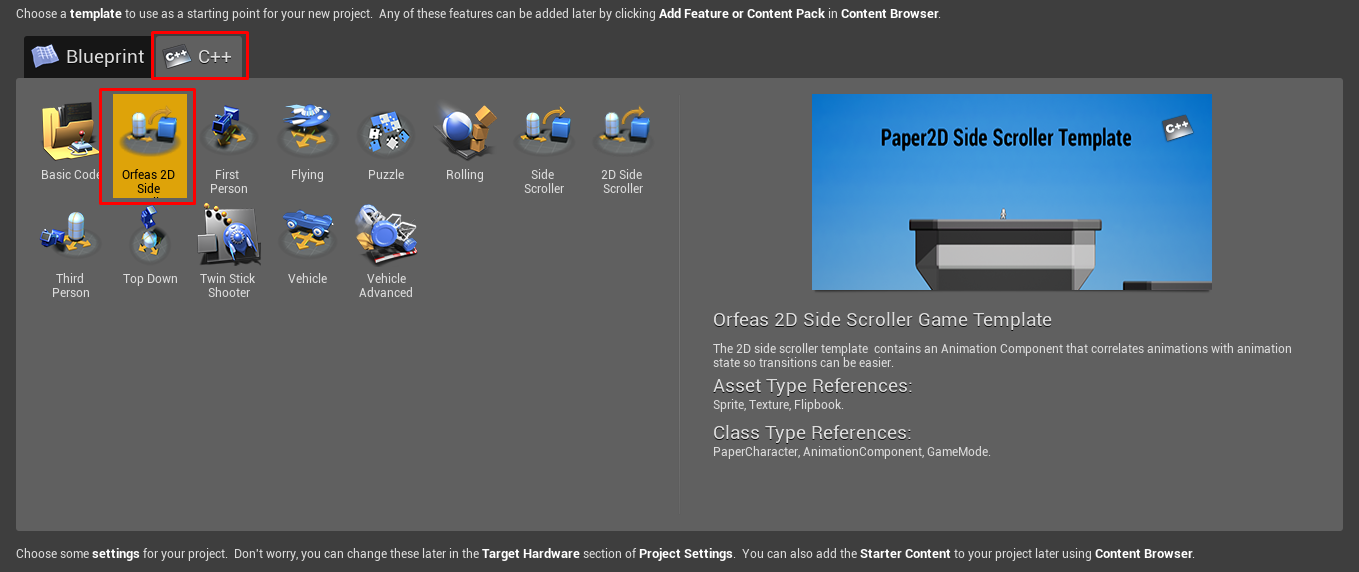 Choose a template to use as a starting point for your new project. Any of these features can be added later by clicking Add Feature or Content Pack in Content Browser.
Blueprint
C++
C++
Basic Code
Orfeas 2D
Side
First
Person
Flying
Puzzle
Rolling
Side
Scroller
2D Side
Scroller
Third
Person
Top Down
Twin Stick
Shooter
Vehicle
Vehicle
Advanced
Paper2D Side Scroller Template
C++
Orfeas 2D Side Scroller Game Template
The 2D side scroller template contains an Animation Component that correlates animations with animation
state so transitions can be easier.
Asset Type References:
Sprite, Texture, Flipbook.
Class Type References:
PaperCharacter, AnimationComponent, GameMode.
Choose some settings for your project. Don't worry, you can change these later in the Target Hardware section of Project Settings. You can also add the Starter Content to your project later using Content Browser.